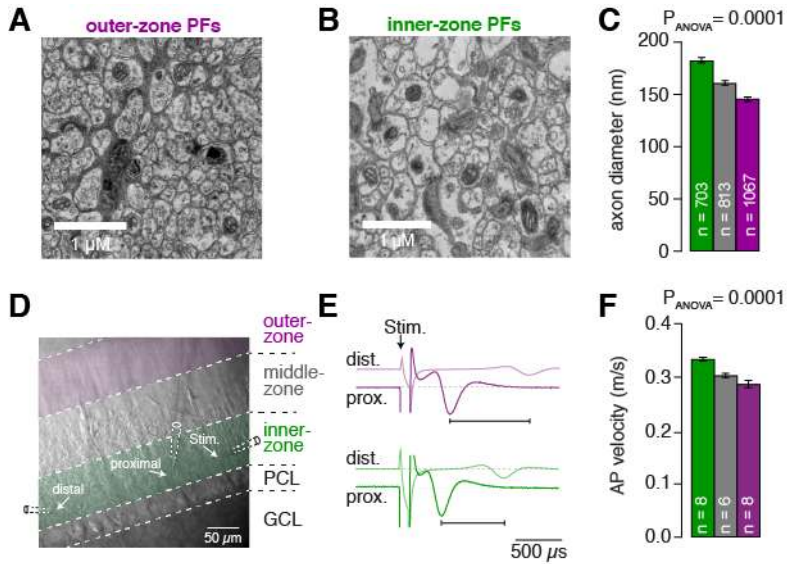 A
outer-zone PFs
1 µM
B
inner-zone PFs
1 µM
C
PANOVA = 0.0001
axon diameter (nm)
200
150
100
50
0
n = 703
n = 813
n = 1067
D
outer-
zone
middle-
zone
inner-
zone
PCL
GCL
Stim.
proximal
distal
50 µm
E
Stim.
dist.
prox.
dist.
prox.
500 µs
F
PANOVA = 0.0001
AP velocity (m/s)
0.4
0.3
0.2
0.1
0.0
n = 8
n = 6
n = 8